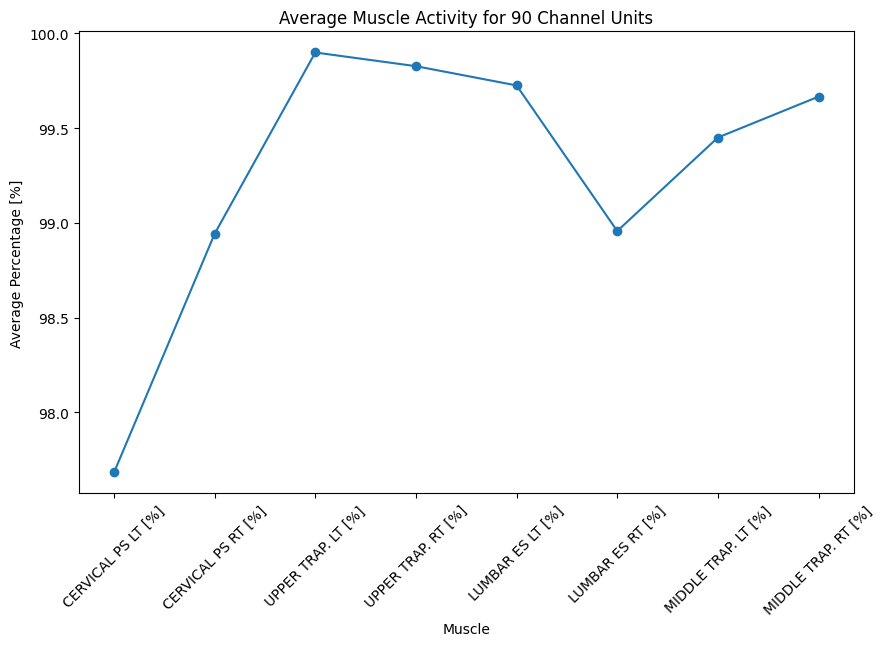 Average Muscle Activity for 90 Channel Units
Average Percentage [%]
100.0
99.5
99.0
98.5
98.0
CERVICAL PS LT [%]
CERVICAL PS RT [%]
UPPER TRAP. LT [%]
UPPER TRAP. RT [%]
LUMBAR ES LT [%]
LUMBAR ES RT [%]
MIDDLE TRAP. LT [%]
MIDDLE TRAP. RT [%]
Muscle